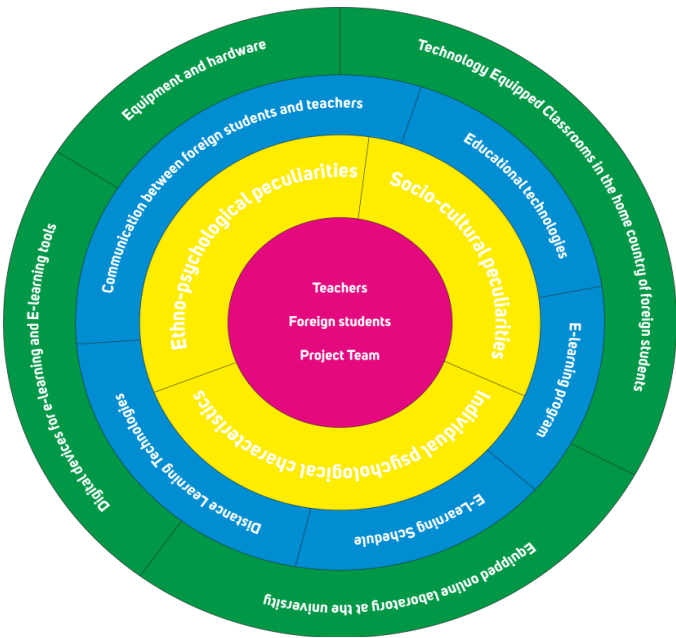 Equipment and hardware
Technology Equipped Classrooms in the home country of foreign students
Equipped online laboratory at the university
Digital devices for e-learning and E-learning tools
Communication between foreign students and teachers
Educational technologies
E-learning program
E-Learning Schedule
Distance Learning Technologies
Ethno-psychological peculiarities
Socio-cultural peculiarities
Individual psychological characteristics
Teachers
Foreign students
Project Team